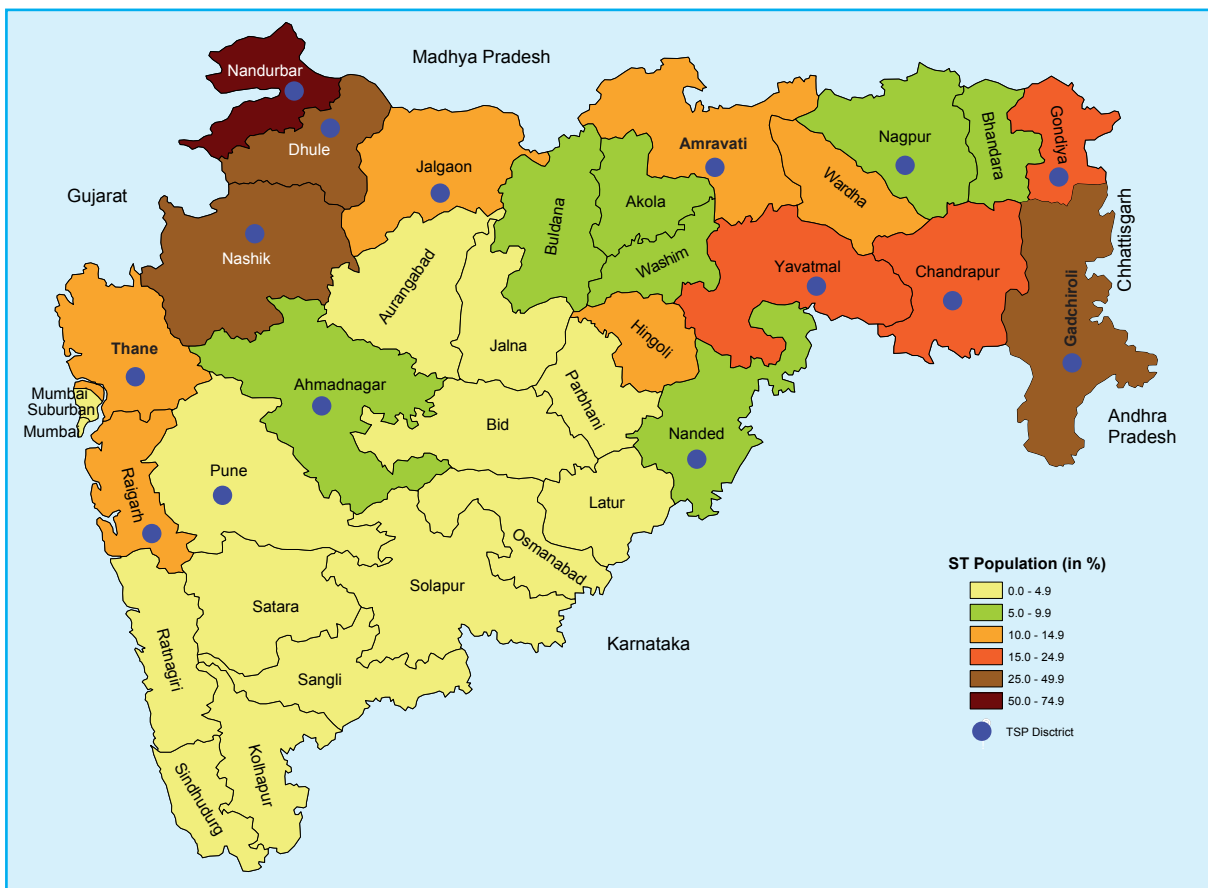 Madhya Pradesh
Nandurbar
Dhule
Jalgaon
Gujarat
Nashik
Amravati
Nagpur
Bhandara
Gondiya
Wardha
Buldana
Akola
Washim
Yavatmal
Chandrapur
Gadchiroli
Chhattisgarh
Aurangabad
Jalna
Hingoli
Parbhani
Thane
Mumbai
Suburban
Mumbai
Ahmadnagar
Bid
Nanded
Andhra
Pradesh
Raigarh
Pune
Latur
Osmanabad
Solapur
Satara
Ratnagiri
Sangli
Karnataka
Kolhapur
Sindhudurg
ST Population (in %)
0.0 - 4.9
5.0 - 9.9
10.0 - 14.9
15.0 - 24.9
25.0 - 49.9
50.0 - 74.9
TSP Disctrict